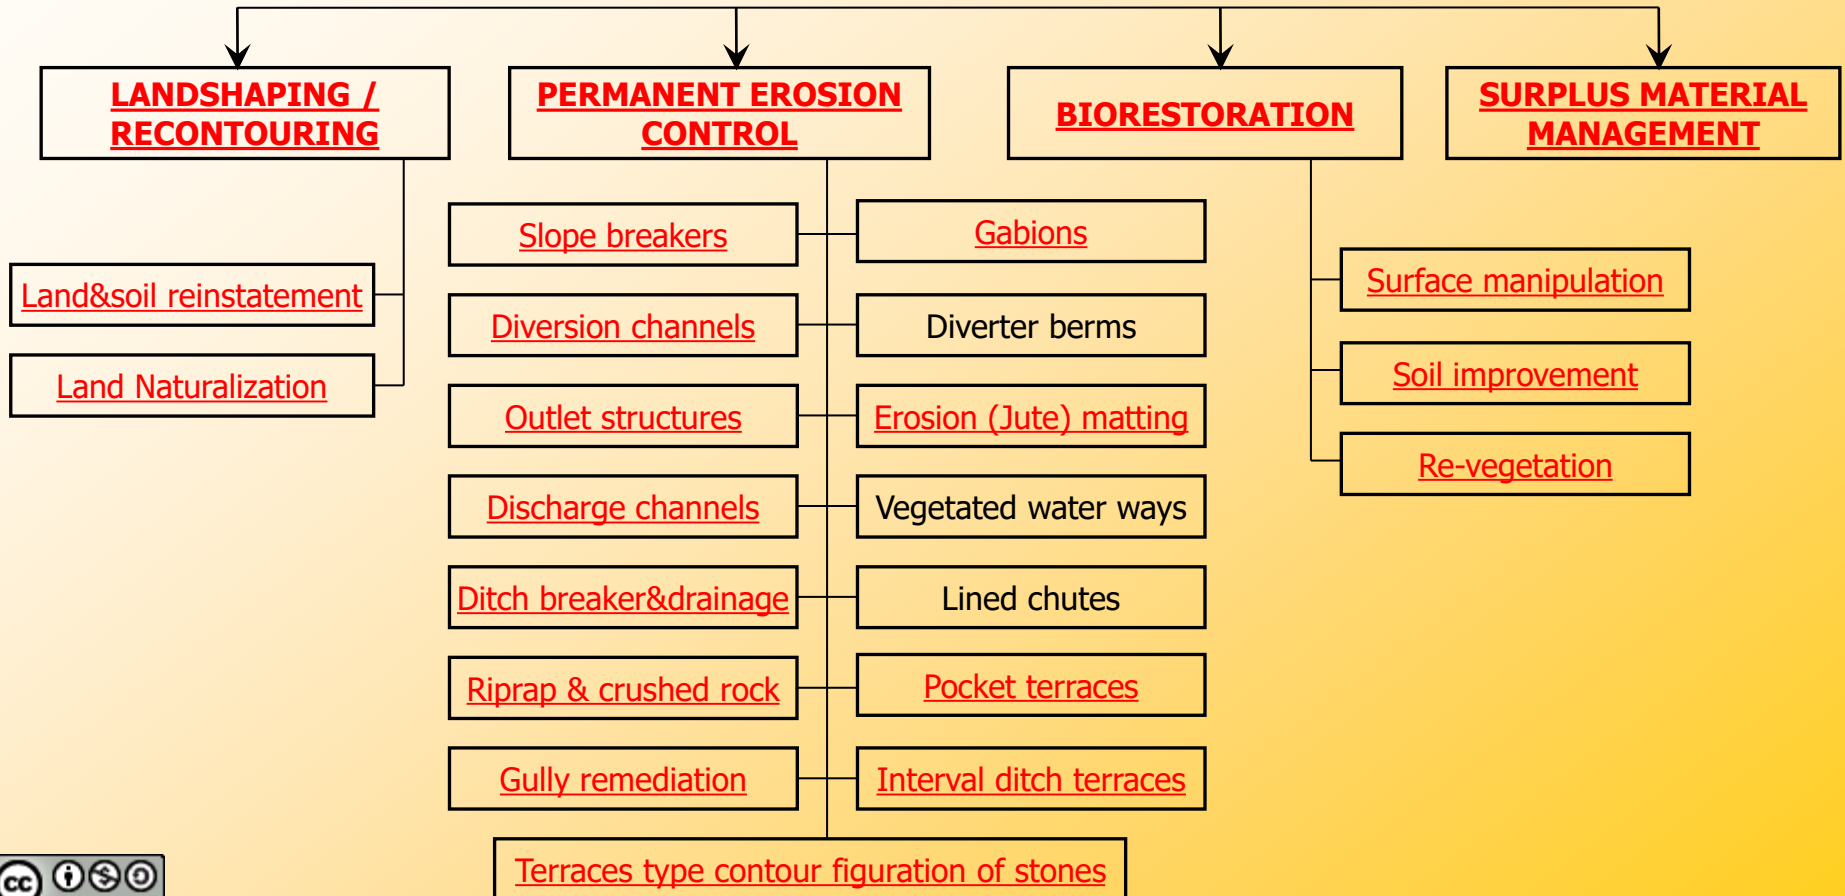 LANDSHAPING /
RECONTOURING
PERMANENT EROSION
CONTROL
BIORESTORATION
SURPLUS MATERIAL
MANAGEMENT
Land&soil reinstatement
Land Naturalization
Slope breakers
Diversion channels
Outlet structures
Discharge channels
Ditch breaker&drainage
Riprap & crushed rock
Gully remediation
Gabions
Diverter berms
Erosion (Jute) matting
Vegetated water ways
Lined chutes
Pocket terraces
Interval ditch terraces
Terraces type contour figuration of stones
Surface manipulation
Soil improvement
Re-vegetation
cc